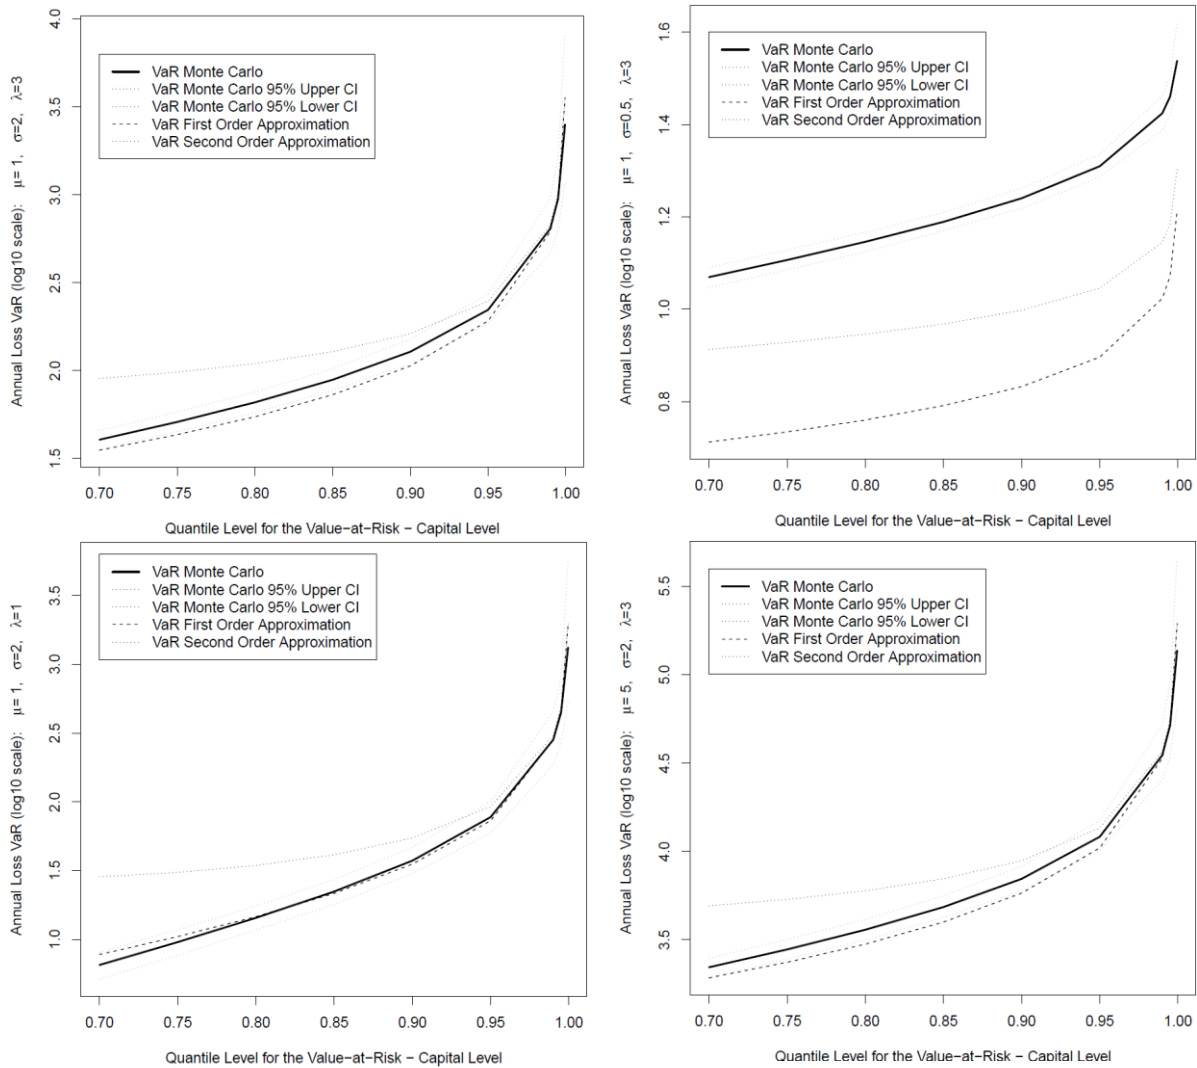 Annual Loss VaR (log10 scale): μ= 1, σ=2, λ=3
4.0
3.5
3.0
2.5
2.0
1.5
VaR Monte Carlo
VaR Monte Carlo 95% Upper CI
VaR Monte Carlo 95% Lower CI
VaR First Order Approximation
VaR Second Order Approximation
0.70 0.75 0.80 0.85 0.90 0.95 1.00
Quantile Level for the Value−at−Risk − Capital Level
Annual Loss VaR (log10 scale): μ= 1, σ=0.5, λ=3
1.6
1.4
1.2
1.0
0.8
VaR Monte Carlo
VaR Monte Carlo 95% Upper CI
VaR Monte Carlo 95% Lower CI
VaR First Order Approximation
VaR Second Order Approximation
0.70 0.75 0.80 0.85 0.90 0.95 1.00
Quantile Level for the Value−at−Risk − Capital Level
Annual Loss VaR (log10 scale): μ= 1, σ=2, λ=1
3.5
3.0
2.5
2.0
1.5
1.0
VaR Monte Carlo
VaR Monte Carlo 95% Upper CI
VaR Monte Carlo 95% Lower CI
VaR First Order Approximation
VaR Second Order Approximation
0.70 0.75 0.80 0.85 0.90 0.95 1.00
Quantile Level for the Value−at−Risk − Capital Level
Annual Loss VaR (log10 scale): μ= 5, σ=2, λ=3
5.5
5.0
4.5
4.0
3.5
VaR Monte Carlo
VaR Monte Carlo 95% Upper CI
VaR Monte Carlo 95% Lower CI
VaR First Order Approximation
VaR Second Order Approximation
0.70 0.75 0.80 0.85 0.90 0.95 1.00
Quantile Level for the Value−at−Risk − Capital Level